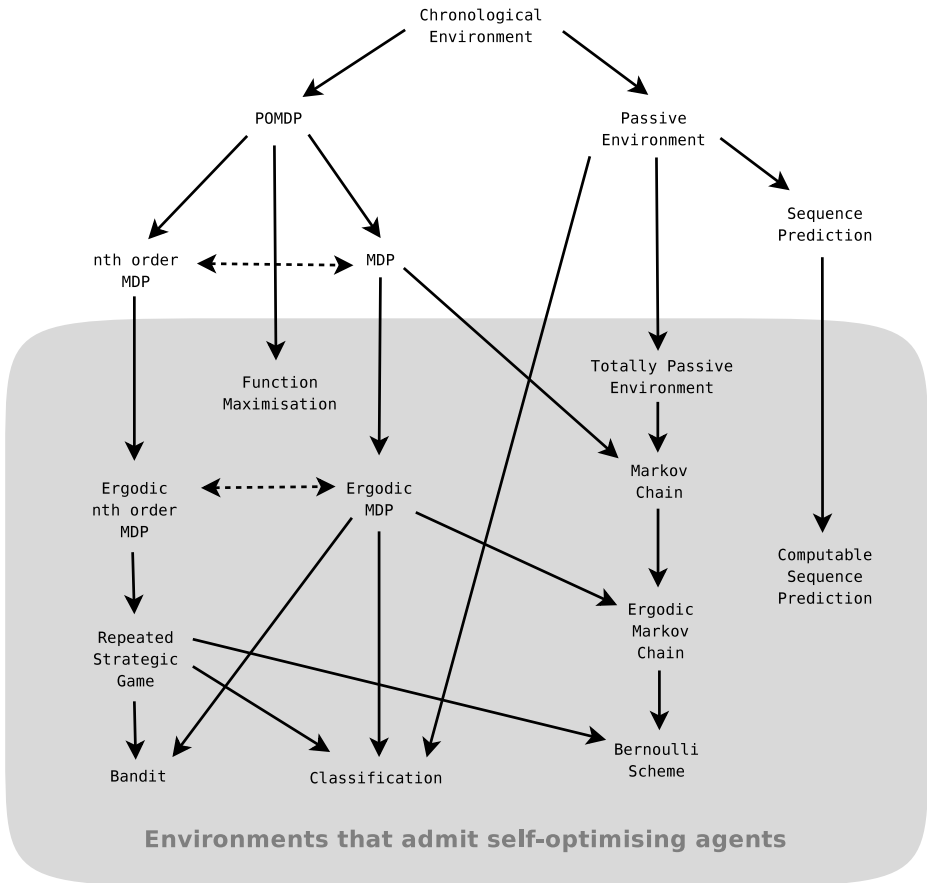 Chronological
Environment
POMDP
Passive
Environment
Sequence
Prediction
nth order
MDP
MDP
Function
Maximisation
Totally Passive
Environment
Ergodic
nth order
MDP
Ergodic
MDP
Markov
Chain
Computable
Sequence
Prediction
Ergodic
Markov
Chain
Repeated
Strategic
Game
Bandit
Classification
Bernoulli
Scheme
Environments that admit self-optimising agents